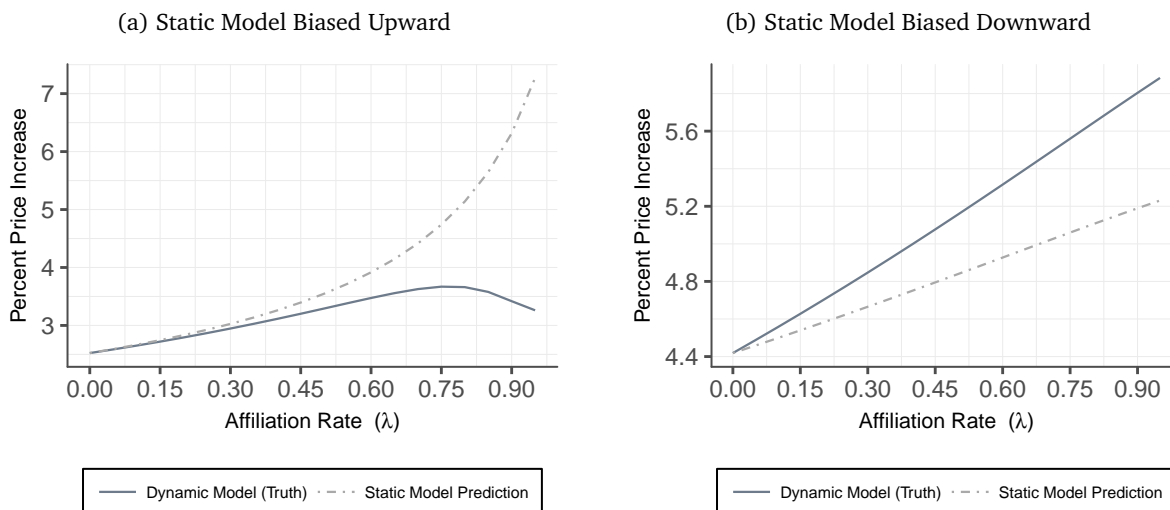 (a) Static Model Biased Upward
Percent Price Increase
7
6
5
4
3
0.00 0.15 0.30 0.45 0.60 0.75 0.90
Affiliation Rate (λ)
Dynamic Model (Truth) Static Model Prediction
(b) Static Model Biased Downward
Percent Price Increase
5.6
5.2
4.8
4.4
0.00 0.15 0.30 0.45 0.60 0.75 0.90
Affiliation Rate (λ)
Dynamic Model (Truth) Static Model Prediction